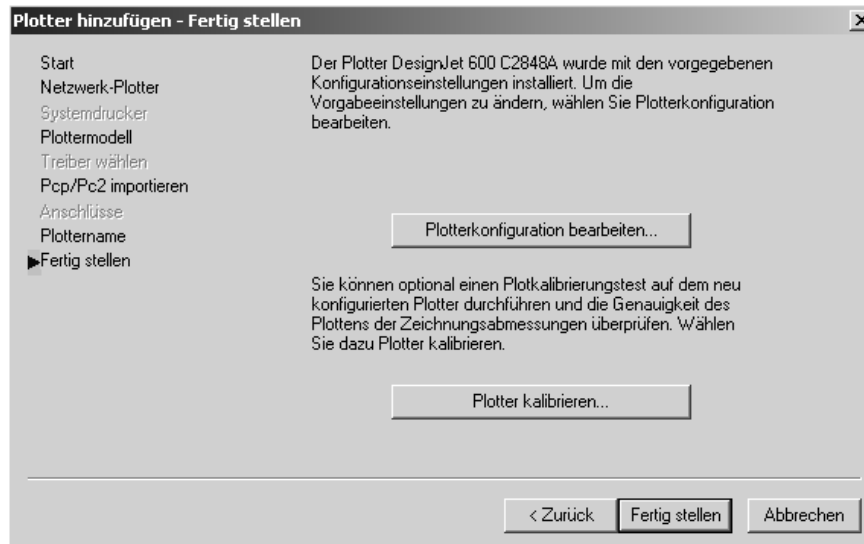 Plotter hinzufügen - Fertig stellen
Start
Netzwerk-Plotter
Systemdrucker
Plottermodell
Treiber wählen
Pcp/Pc2 importieren
Anschlüsse
Plottername
Fertig stellen
Der Plotter DesignJet 600 C2848A wurde mit den vorgegebenen
Konfigurationseinstellungen installiert. Um die
Vorgabeeinstellungen zu ändern, wählen Sie Plotterkonfiguration
bearbeiten.
Plotterkonfiguration bearbeiten...
Sie können optional einen Plotkalibrierungstest auf dem neu
konfigurierten Plotter durchführen und die Genauigkeit des
Plottens der Zeichnungsabmessungen überprüfen. Wählen
Sie dazu Plotter kalibrieren.
Plotter kalibrieren...
< Zurück
Fertig stellen
Abbrechen